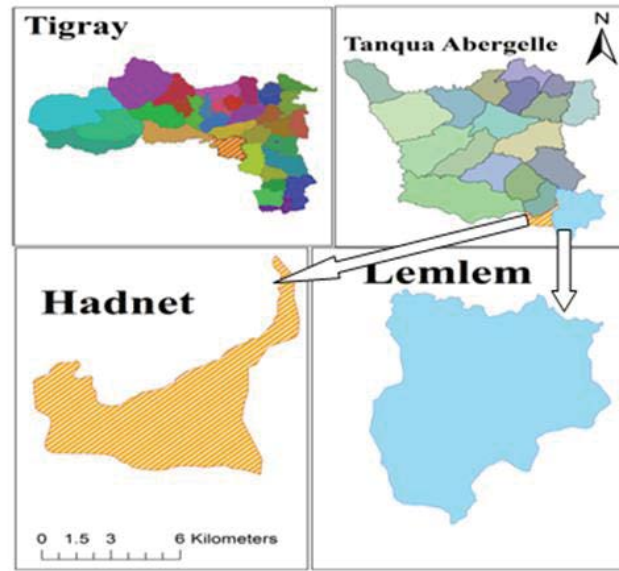 Tigray
Tanqua Abergelle
N
Hadnet
Lemlem
0 1.5 3 6 Kilometers